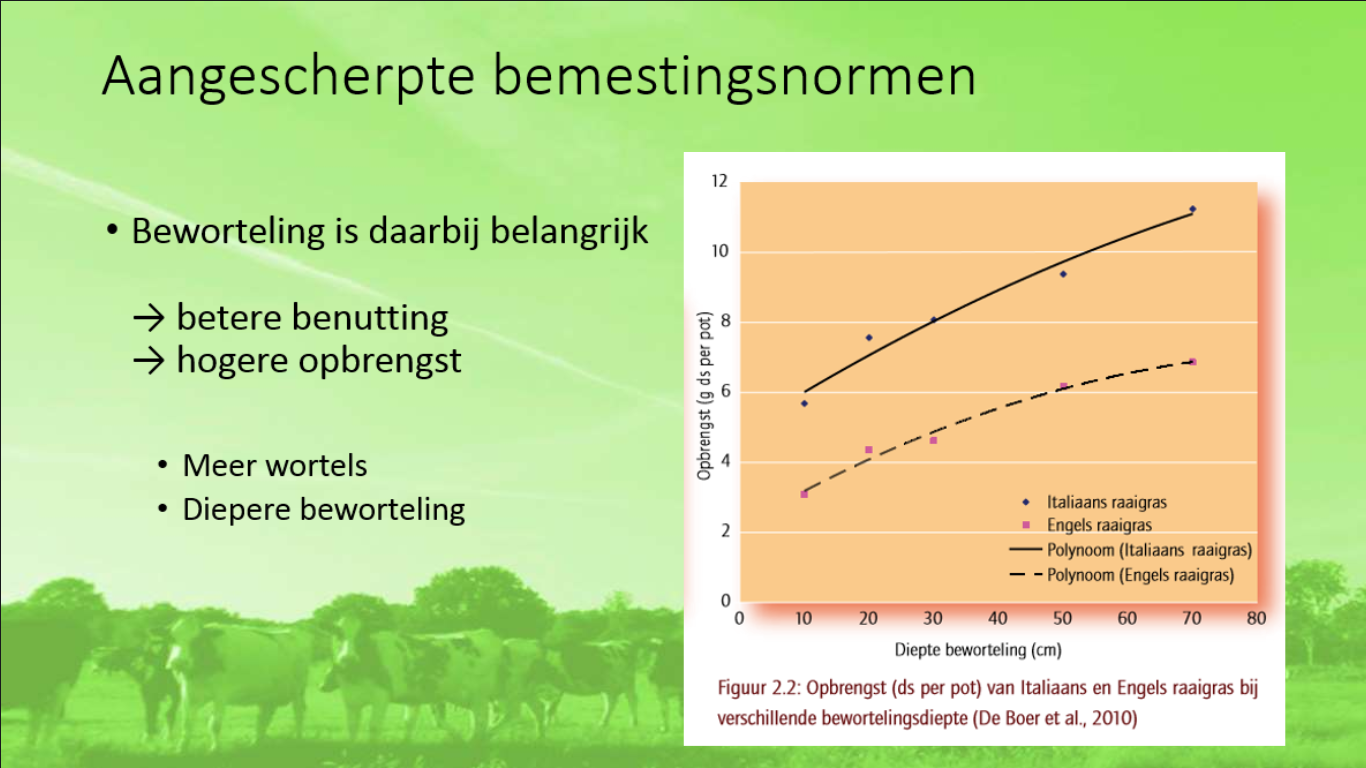 Aangescherpte bemestingsnormen
• Beworteling is daarbij belangrijk
→ betere benutting
→ hogere opbrengst
• Meer wortels
• Diepere beworteling
12
10
8
6
4
2
0
Opbrengst (g ds per pot)
Italiaans raaigras
Engels raaigras
Polynoom (Italiaans raaigras)
Polynoom (Engels raaigras)
0 10 20 30 40 50 60 70 80
Diepte beworteling (cm)
Figuur 2.2: Opbrengst (ds per pot) van Italiaans en Engels raaigras bij
verschillende bewortelingsdiepte (De Boer et al., 2010)